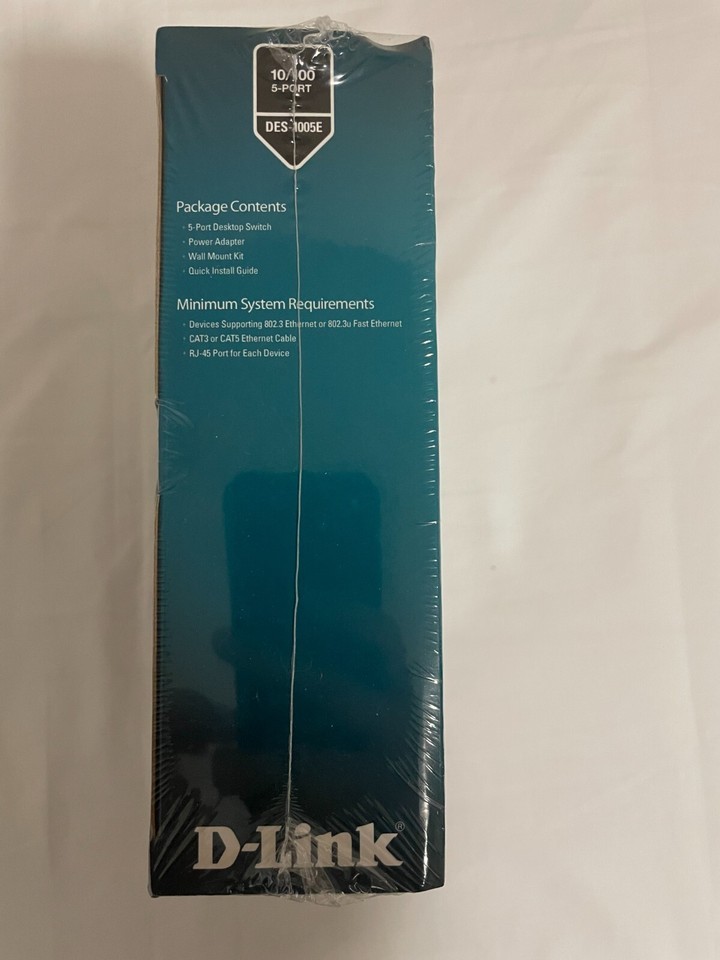 10/100
5-PORT
DES-1005E
Package Contents
• 5-Port Desktop Switch
• Power Adapter
• Wall Mount Kit
• Quick Install Guide
Minimum System Requirements
• Devices Supporting 802.3 Ethernet or 802.3u Fast Ethernet
• CAT3 or CAT5 Ethernet Cable
• RJ-45 Port for Each Device
D-Link®